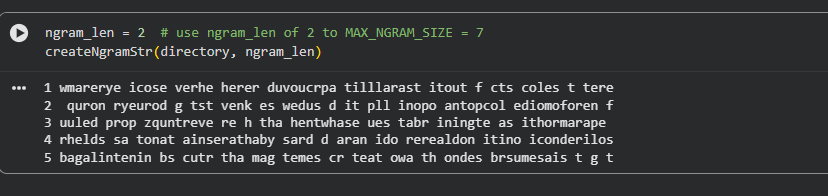 ngram_len = 2  # use ngram_len of 2 to MAX_NGRAM_SIZE = 7
createNgramStr(directory, ngram_len)
1 wmarerye icose verhe herer duvoucrpa tilllarast itout f cts coles t tere
2  quron ryeurod g tst venk es wedus d it pll inopo antopcol ediomoforen f
3 uuled prop zquntreve re h tha hentwhase ues tabr iningte as ithormarape
4 rhelds sa tonat ainserathaby sard d aran ido rerealdon itino iconderilos
5 bagalintenin bs cutr tha mag temes cr teat owa th ondes brsumesais t g t